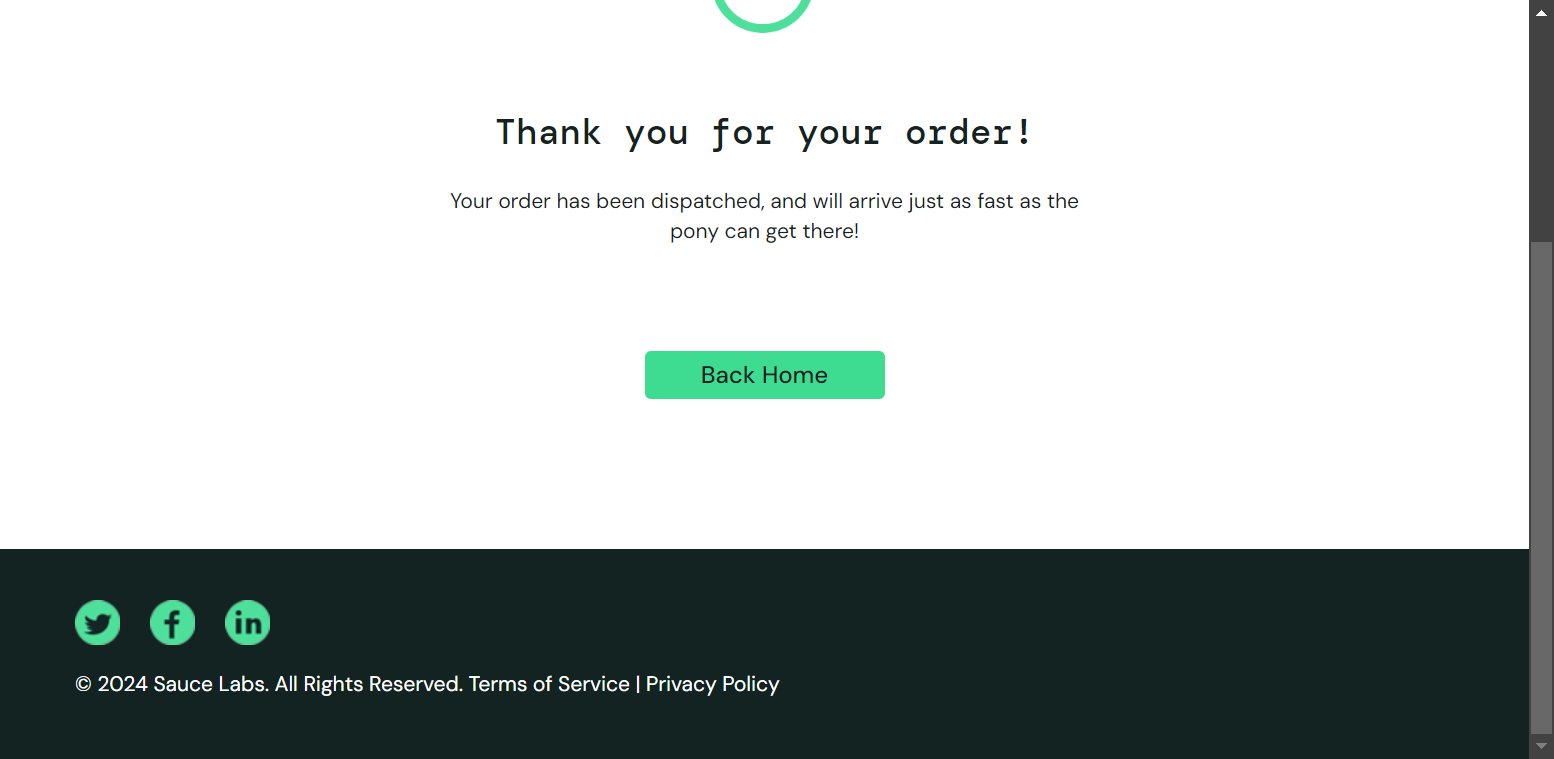 Thank you for your order!
Your order has been dispatched, and will arrive just as fast as the
pony can get there!
Back Home
© 2024 Sauce Labs. All Rights Reserved. Terms of Service | Privacy Policy